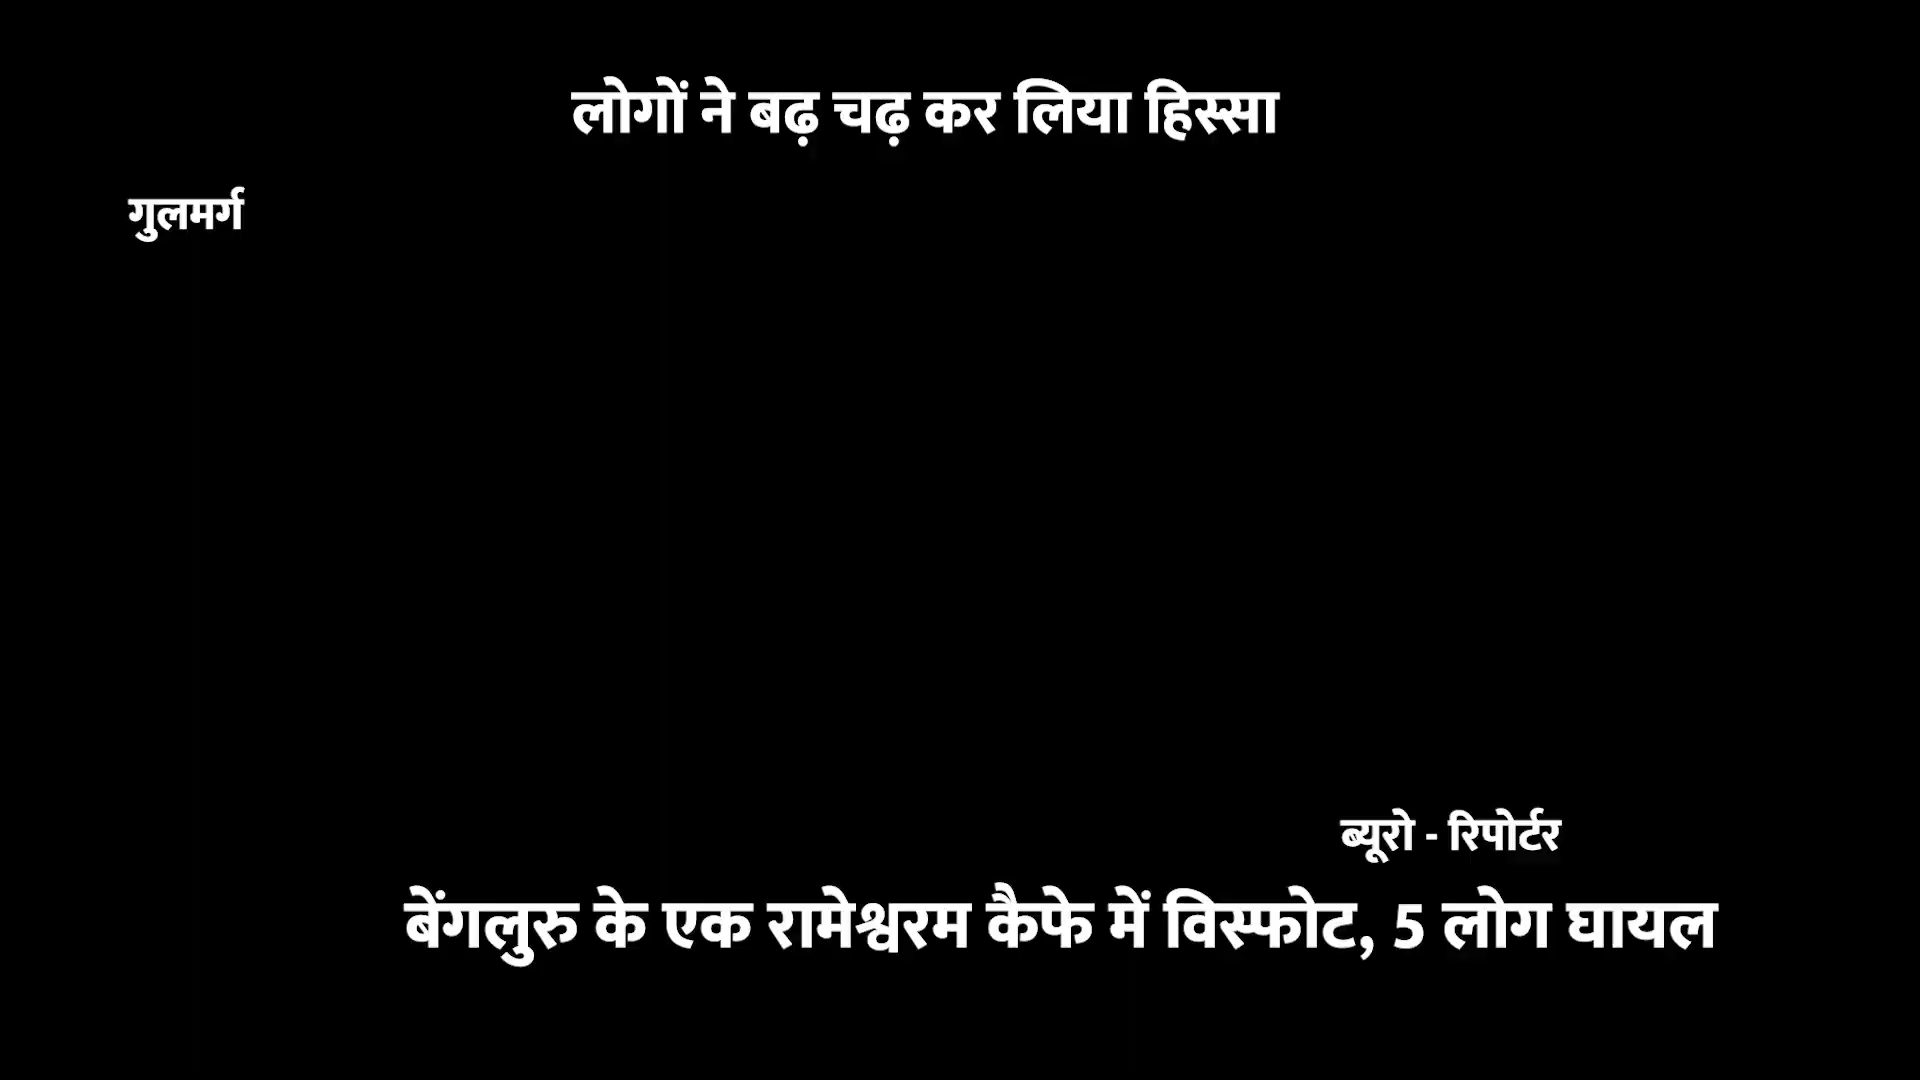 लोगों ने बढ़ चढ़ कर लिया हिस्सा
गुलमर्ग
ब्यूरो - रिपोर्टर
बेंगलुरु के एक रामेश्वरम कैफे में विस्फोट, 5 लोग घायल